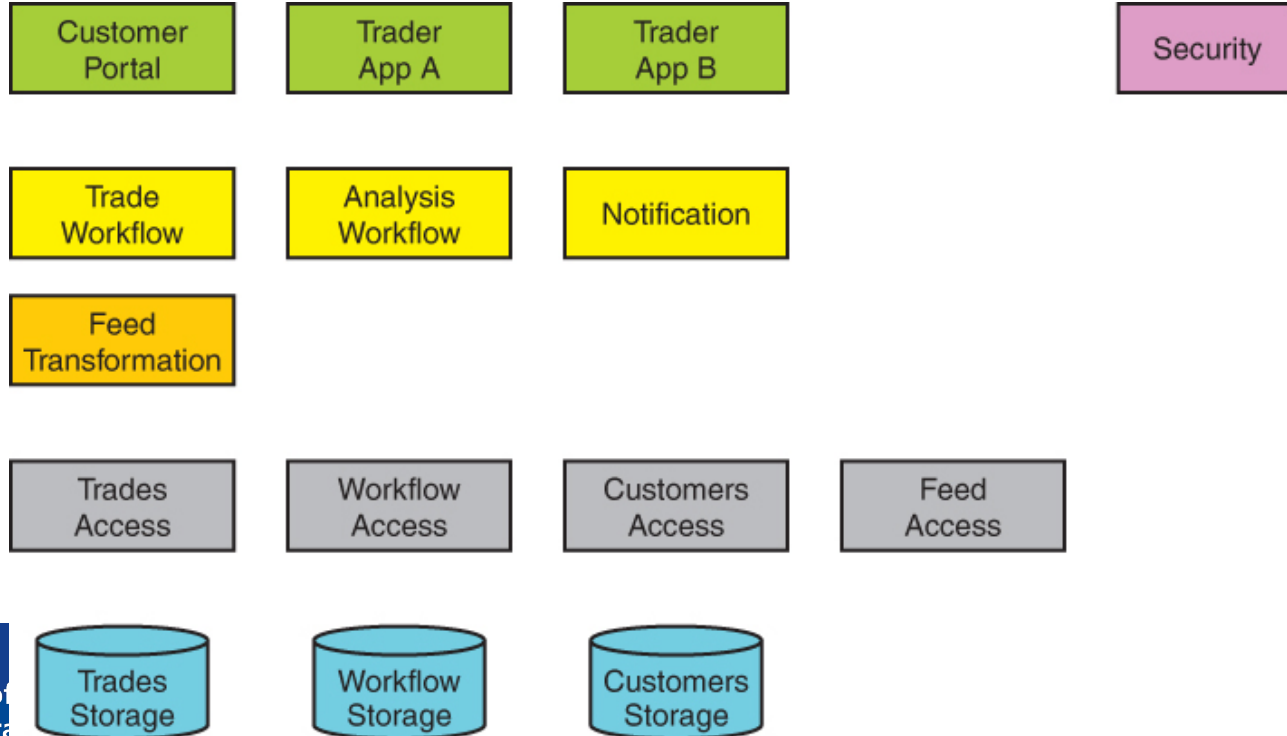 Customer
Portal
Trader
App A
Trader
App B
Security
Trade
Workflow
Analysis
Workflow
Notification
Feed
Transformation
Trades
Access
Workflow
Access
Customers
Access
Feed
Access
Trades
Storage
Workflow
Storage
Customers
Storage